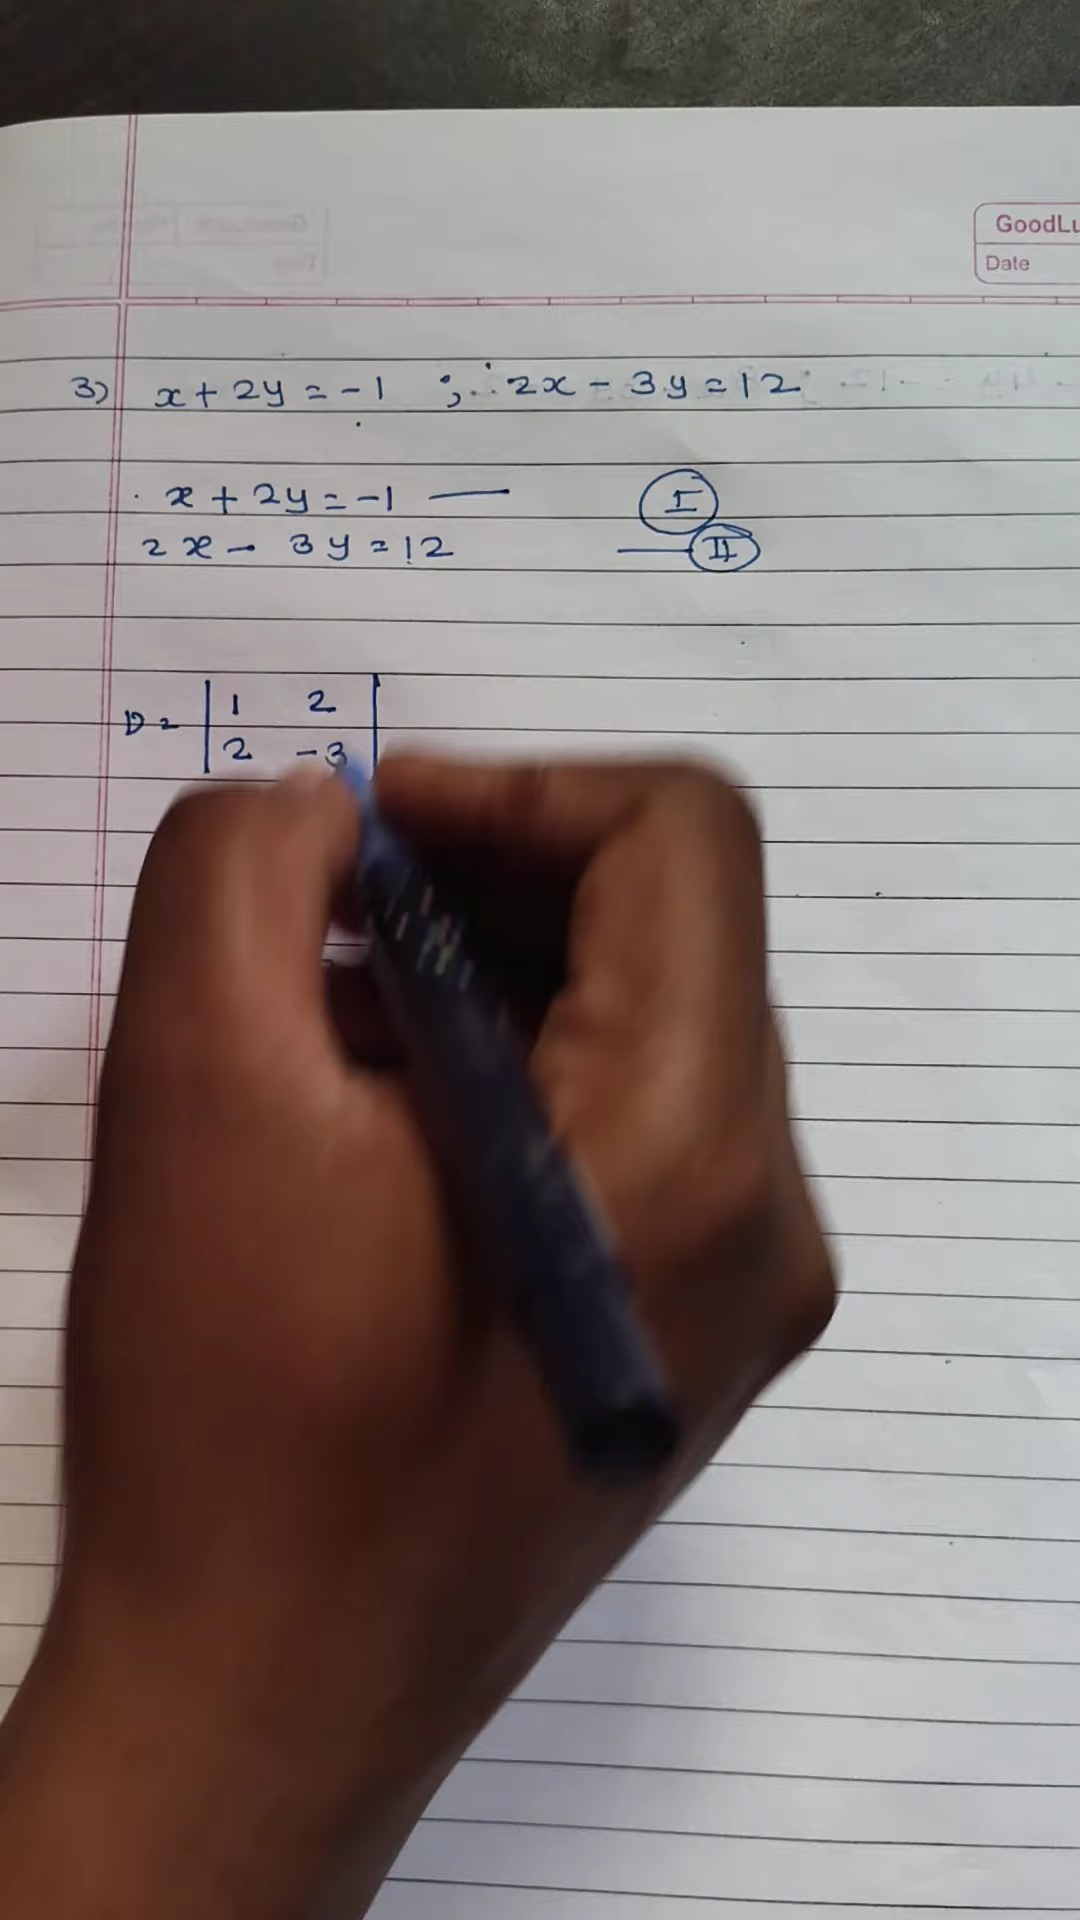 GoodLu
Date
3) x + 2y = -1 ; 2x - 3y = 12
x + 2y = -1 — I
2x - 3y = 12 — II
D = | 1 2 |
| 2 -3 |